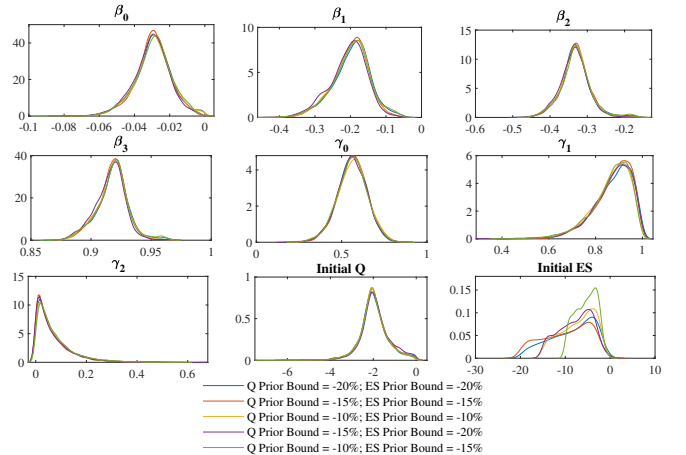 β0 β1 β2
40 20 0
-0.1 -0.08 -0.06 -0.04 -0.02 0
10 5 0
-0.4 -0.3 -0.2 -0.1 0
20 10 0
-0.6 -0.5 -0.4 -0.3 -0.2
β3 γ0 γ1
40 20 0
0.85 0.9 0.95 1
4 2 0
0 0.5 1
6 4 2 0
0.4 0.6 0.8 1
γ2 Initial Q Initial ES
15 10 5 0
0 0.2 0.4 0.6
1 0.5 0
-6 -4 -2 0
0.15 0.1 0.05 0
-30 -20 -10 0 10
Q Prior Bound = -20%; ES Prior Bound = -20%
Q Prior Bound = -15%; ES Prior Bound = -15%
Q Prior Bound = -10%; ES Prior Bound = -10%
Q Prior Bound = -15%; ES Prior Bound = -20%
Q Prior Bound = -10%; ES Prior Bound = -15%